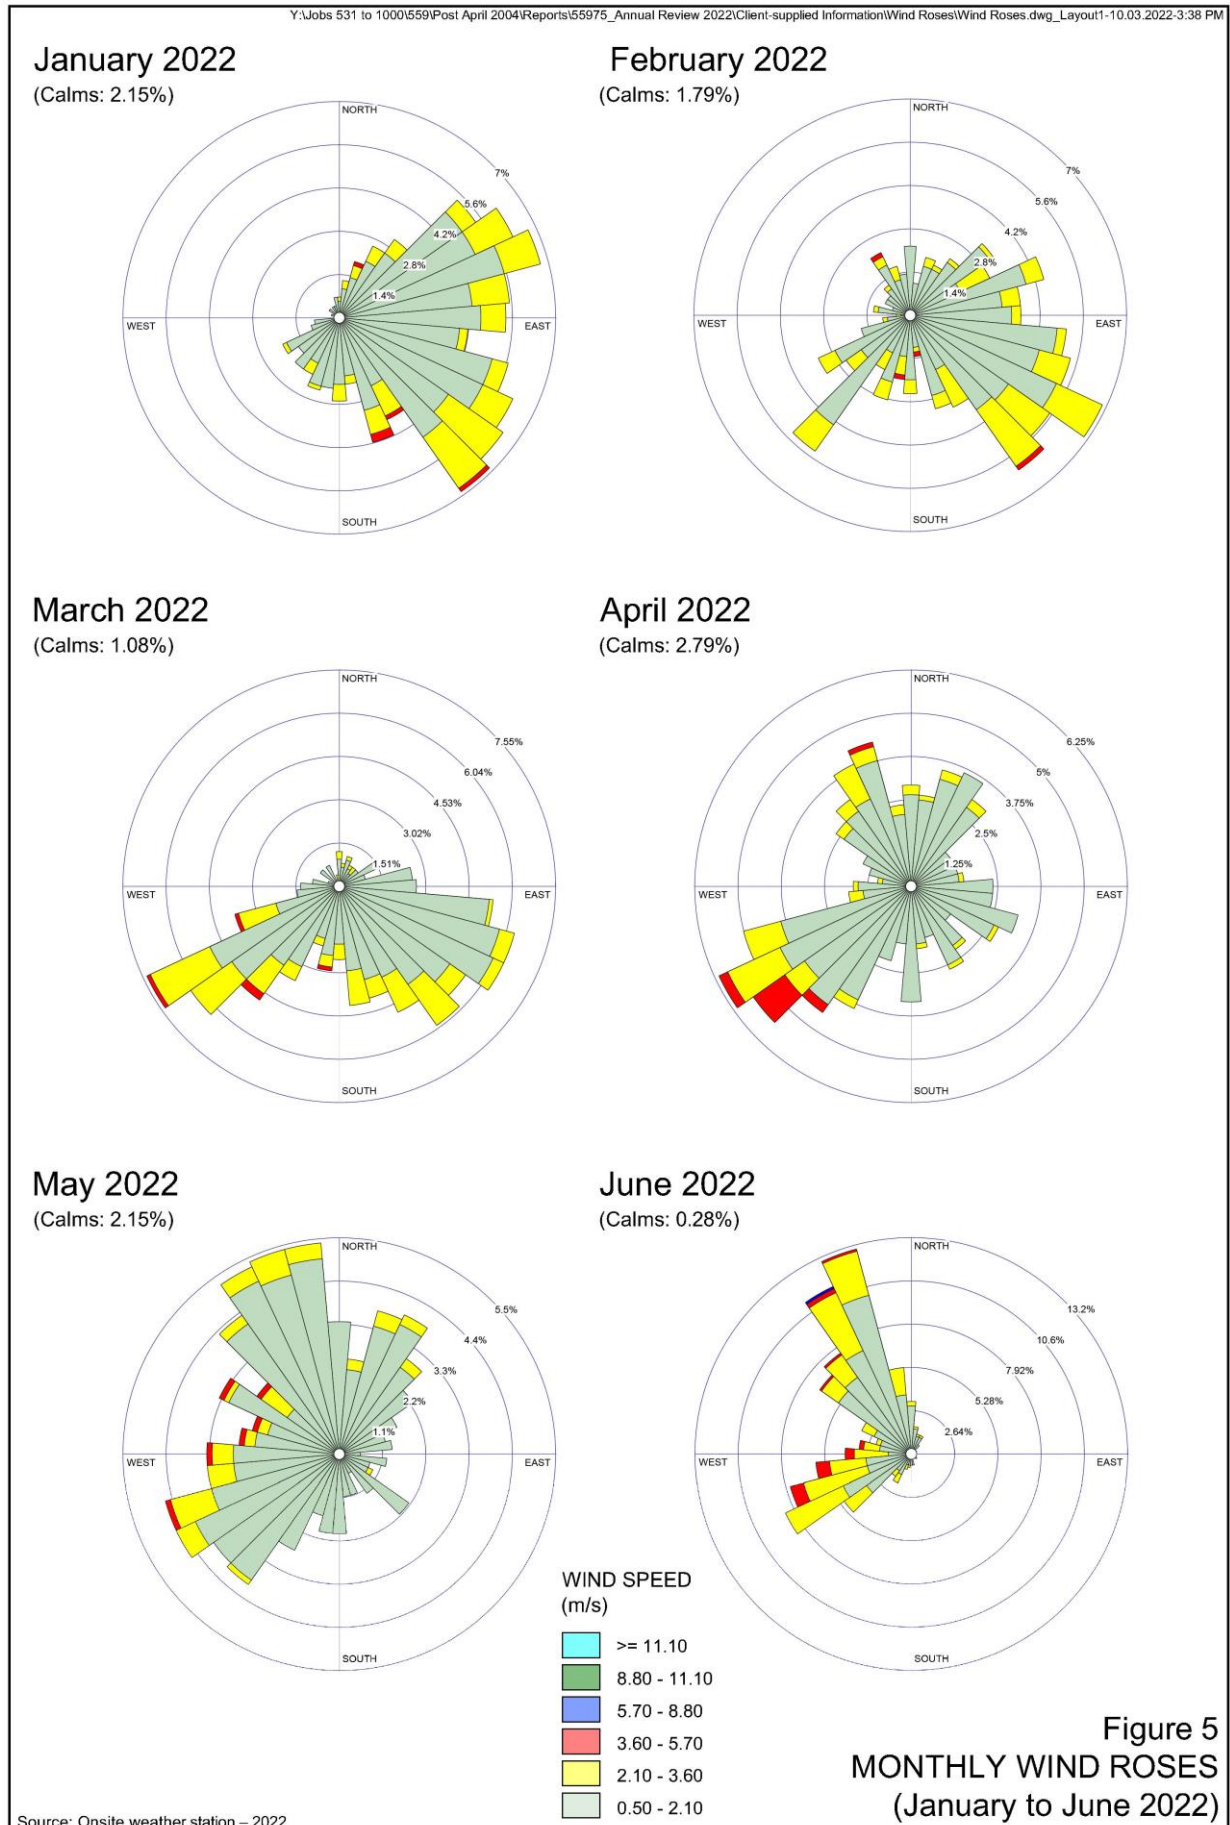 Y:\Jobs 531 to 1000\559\Post April 2004\Reports\55975_Annual Review 2022\Client-supplied Information\Wind Roses\Wind Roses.dwg_Layout1-10.03.2022-3:38 PM
January 2022
(Calms: 2.15%)
NORTH
7%
5.6%
4.2%
2.8%
1.4%
WEST
EAST
SOUTH
February 2022
(Calms: 1.79%)
NORTH
7%
5.6%
4.2%
2.8%
1.4%
WEST
EAST
SOUTH
March 2022
(Calms: 1.08%)
NORTH
7.55%
6.04%
4.53%
3.02%
1.51%
WEST
EAST
SOUTH
April 2022
(Calms: 2.79%)
NORTH
6.25%
5%
3.75%
2.5%
1.25%
WEST
EAST
SOUTH
May 2022
(Calms: 2.15%)
NORTH
5.5%
4.4%
3.3%
2.2%
1.1%
WEST
EAST
SOUTH
June 2022
(Calms: 0.28%)
NORTH
13.2%
10.6%
7.92%
5.28%
2.64%
WEST
EAST
SOUTH
WIND SPEED
(m/s)
>= 11.10
8.80 - 11.10
5.70 - 8.80
3.60 - 5.70
2.10 - 3.60
0.50 - 2.10
Figure 5
MONTHLY WIND ROSES
(January to June 2022)
Source: Onsite weather station – 2022